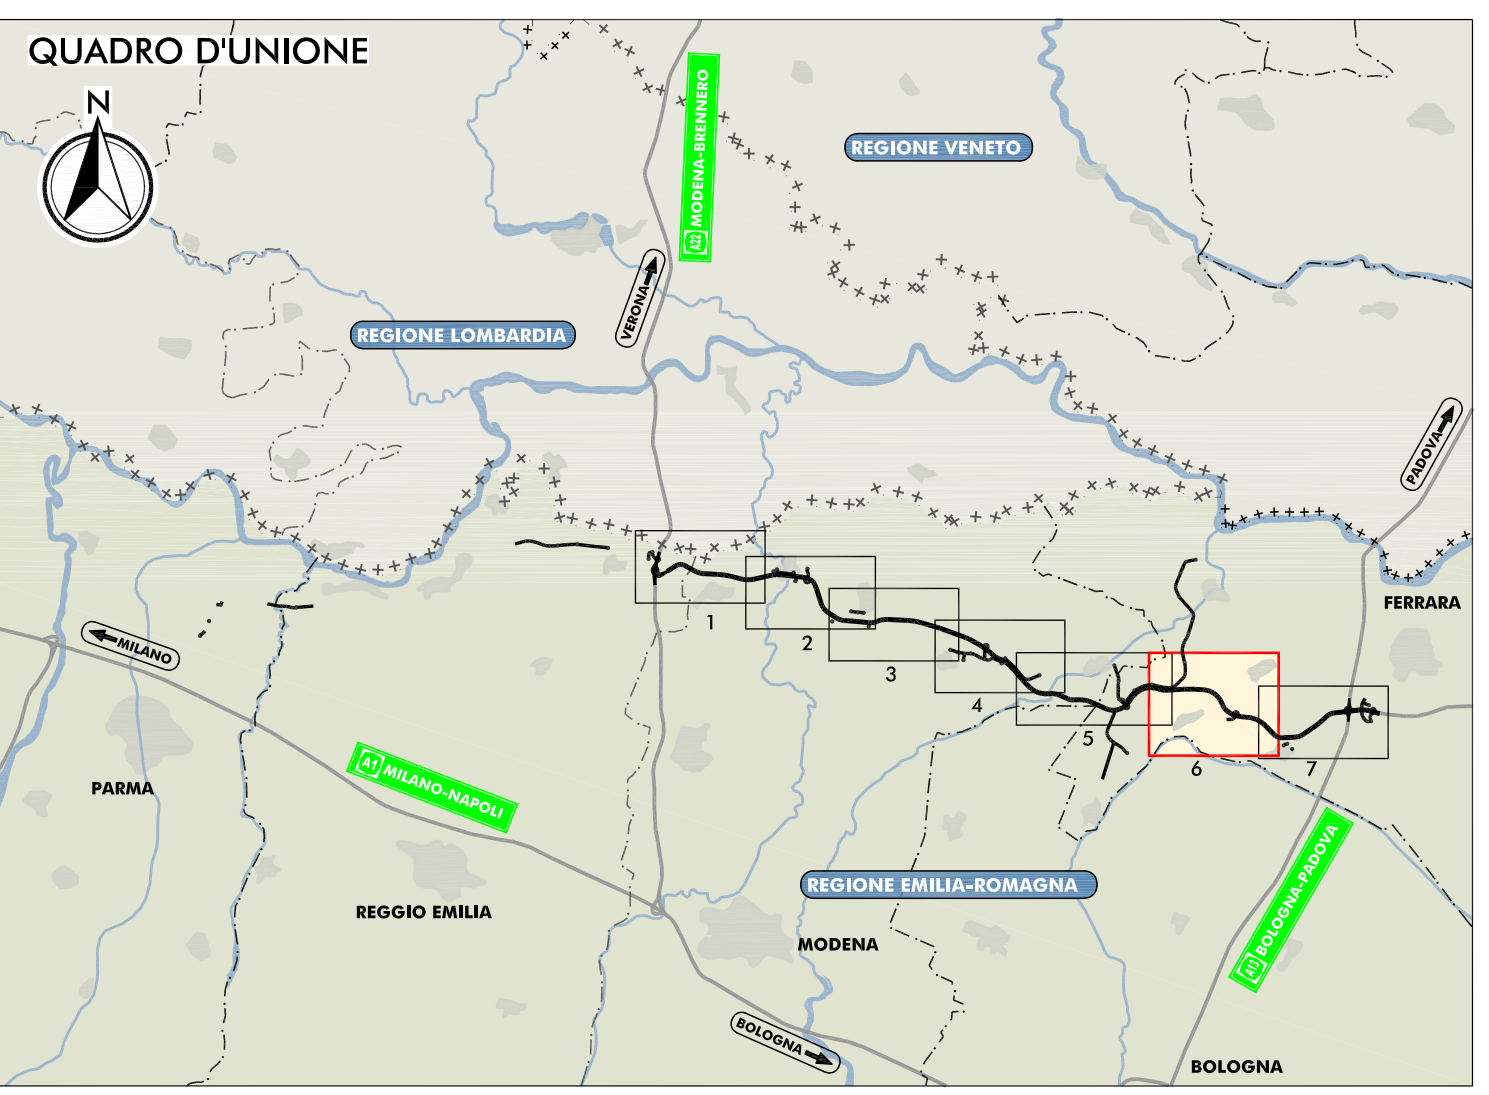 QUADRO D'UNIONE
N
A22 MODENA-BRENNERO
REGIONE VENETO
VERONA
REGIONE LOMBARDIA
PADOVA
FERRARA
MILANO
1
2
3
4
5
6
7
PARMA
A1 MILANO-NAPOLI
REGIONE EMILIA-ROMAGNA
A13 BOLOGNA-PADOVA
REGGIO EMILIA
MODENA
BOLOGNA
BOLOGNA